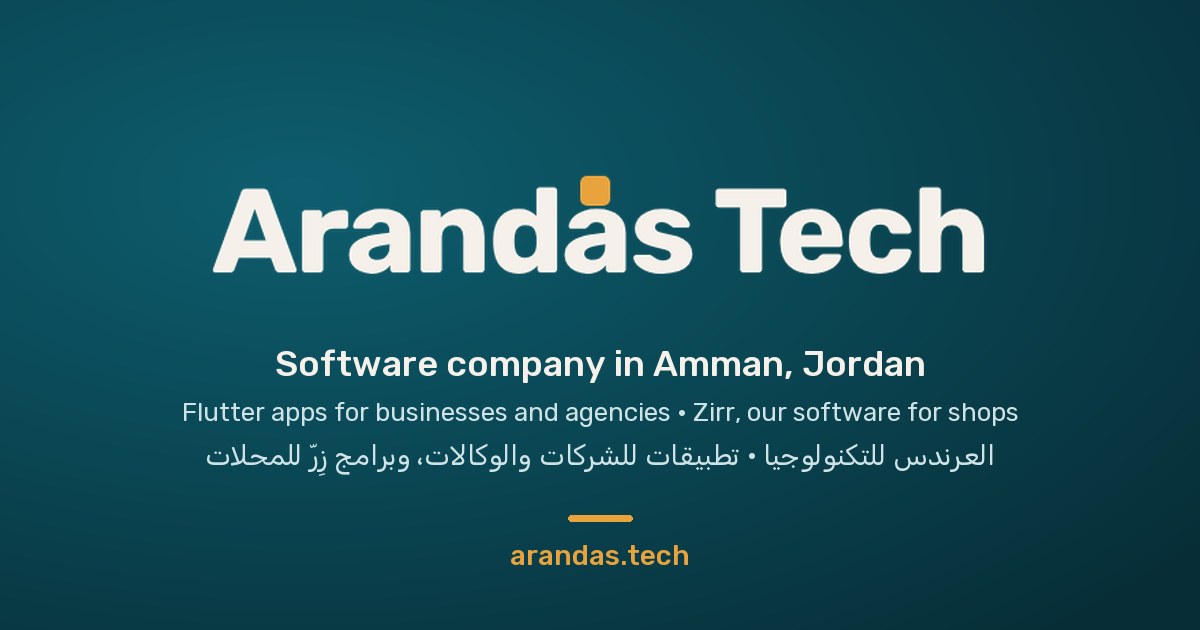 Arandas Tech
Software company in Amman, Jordan
Flutter apps for businesses and agencies • Zirr, our software for shops
العرندس للتكنولوجيا • تطبيقات للشركات والوكالات، وبرامج زِرّ للمحلات
arandas.tech